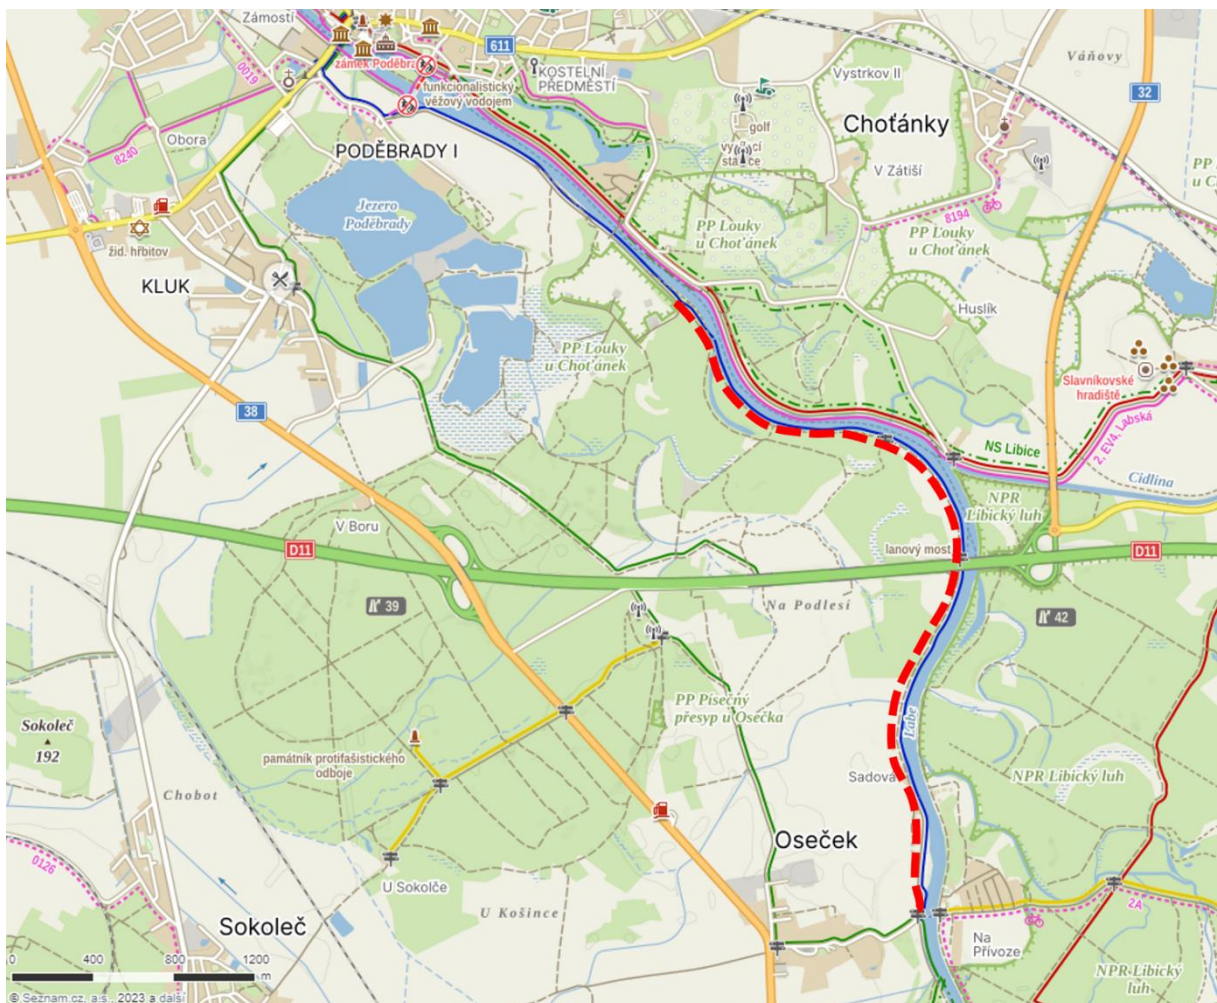 Zámostí
611
zámek Poděbra
KOSTELNÍ
PŘEDMĚSTÍ
funkcionalistický
věžový vodojem
0019
Vystrkov II
Váňovy
32
golf
Choťánky
Obora
8240
PODĚBRADY I
V Zátiší
8194
Jezero
Poděbrady
PP Louky
u Choťánek
PP Louky
u Choťánek
žid. hřbitov
KLUK
Huslík
PP Louky
u Choťánek
Slavníkovské
hradiště
38
NS Libice
2, EV4, Labská
Cidlina
NPR
Libický luh
V Boru
lanový most
D11
D11
39
Na Podlesí
42
PP Písečný
přesyp u Osečka
Labe
Sokoleč
192
památník protifašistického
odboje
Sadová
NPR Libický luh
Chobot
Oseček
0126
U Sokolče
2A
U Košince
Sokoleč
Na
Přívoze
NPR Libický
luh
0 400 800 1200
m
© Seznam.cz, a.s., 2023 a další